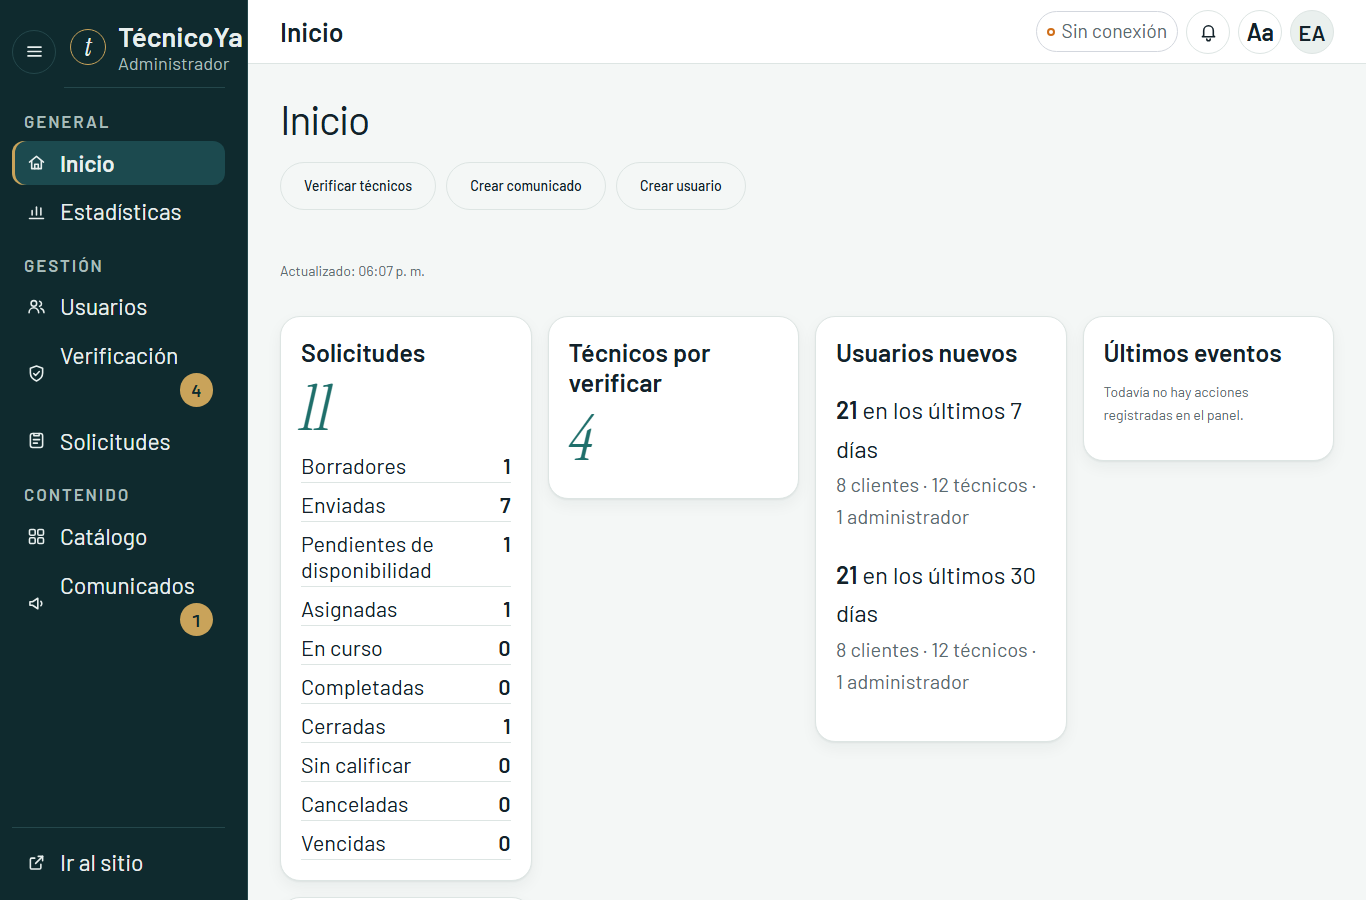 t
TécnicoYa
Administrador
GENERAL
Inicio
Estadísticas
GESTIÓN
Usuarios
Verificación
4
Solicitudes
CONTENIDO
Catálogo
Comunicados
1
Ir al sitio
Inicio
Sin conexión
Aa
EA
Inicio
Verificar técnicos
Crear comunicado
Crear usuario
Actualizado: 06:07 p. m.
Solicitudes
11
Borradores 1
Enviadas 7
Pendientes de 1
disponibilidad
Asignadas 1
En curso 0
Completadas 0
Cerradas 1
Sin calificar 0
Canceladas 0
Vencidas 0
Técnicos por
verificar
4
Usuarios nuevos
21 en los últimos 7
días
8 clientes · 12 técnicos ·
1 administrador
21 en los últimos 30
días
8 clientes · 12 técnicos ·
1 administrador
Últimos eventos
Todavía no hay acciones
registradas en el panel.